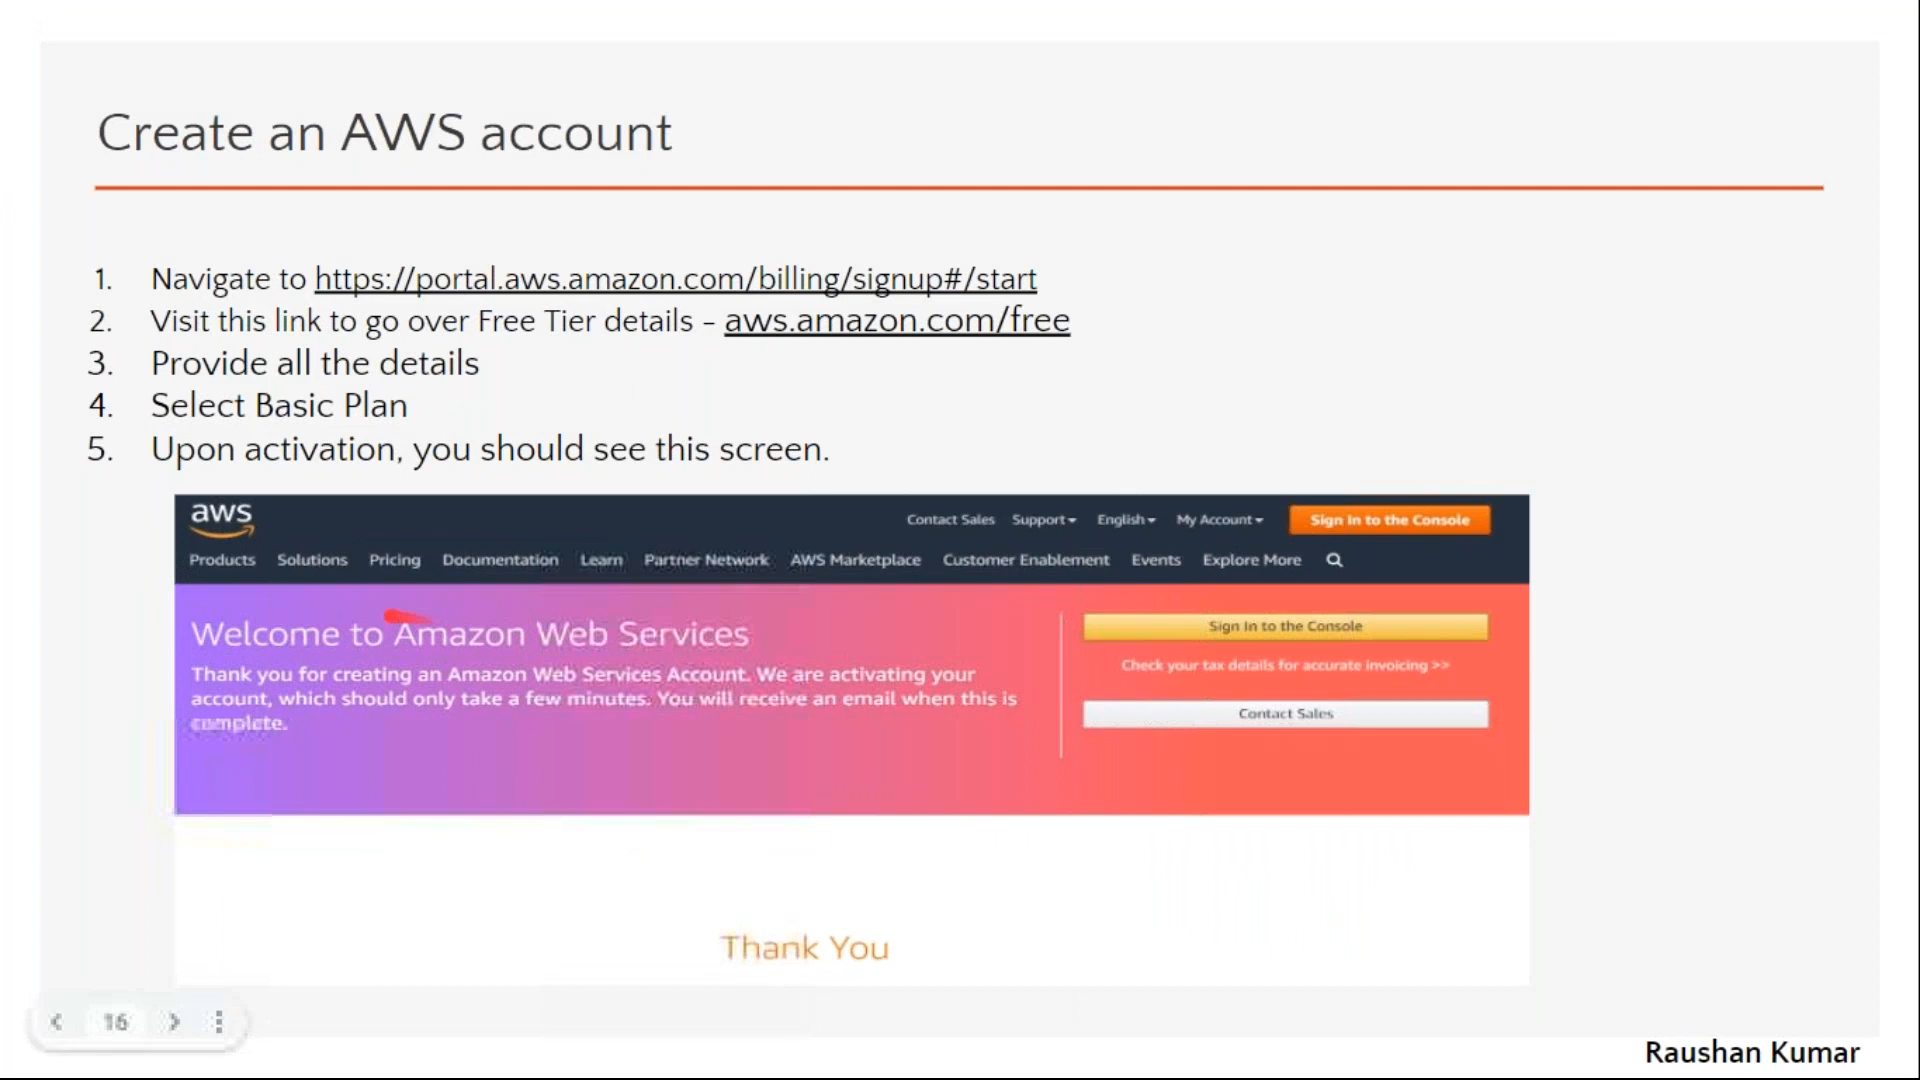 Create an AWS account
1. Navigate to https://portal.aws.amazon.com/billing/signup#/start
2. Visit this link to go over Free Tier details - aws.amazon.com/free
3. Provide all the details
4. Select Basic Plan
5. Upon activation, you should see this screen.
aws
Contact Sales Support English My Account Sign In to the Console
Products Solutions Pricing Documentation Learn Partner Network AWS Marketplace Customer Enablement Events Explore More
Welcome to Amazon Web Services
Thank you for creating an Amazon Web Services Account. We are activating your
account, which should only take a few minutes. You will receive an email when this is
complete.
Sign In to the Console
Check your tax details for accurate invoicing >>
Contact Sales
Thank You
16
Raushan Kumar